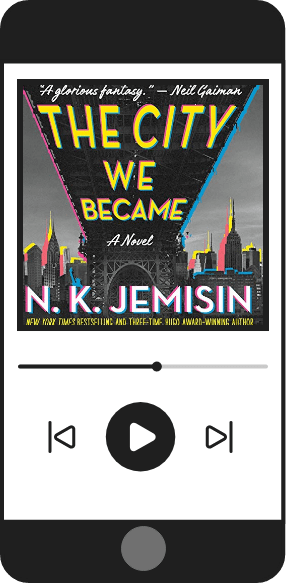 "A glorious fantasy." — Neil Gaiman
THE CITY
WE
BECAME
A Novel
N. K. JEMISIN
NEW YORK TIMES BESTSELLING AND THREE-TIME HUGO AWARD-WINNING AUTHOR